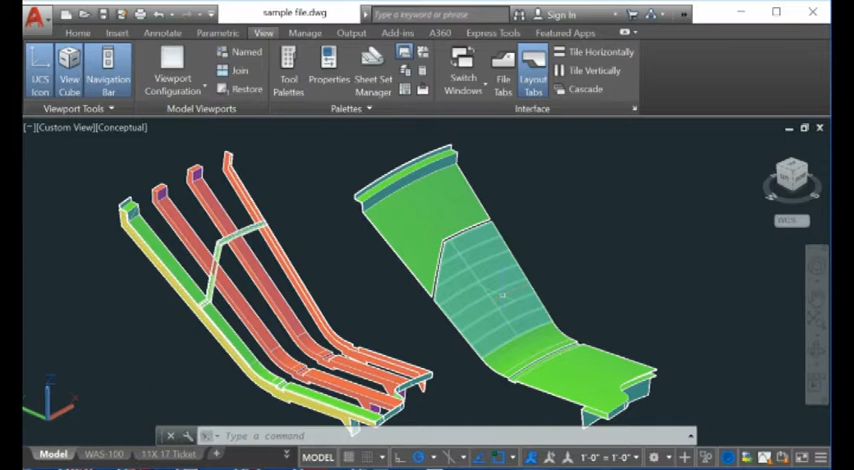 sample file.dwg
Type a keyword or phrase
Sign In
Home Insert Annotate Parametric View Manage Output Add-ins A360 Express Tools Featured Apps
UCS Icon
View Cube
Navigation Bar
Viewport Tools
Viewport Configuration
Named
Join
Restore
Model Viewports
Tool Palettes
Properties
Sheet Set Manager
Palettes
Switch Windows
File Tabs
Layout Tabs
Tile Horizontally
Tile Vertically
Cascade
Interface
[−][Custom View][Conceptual]
WCS
Type a command
Model WAS-100 11X 17 Ticket +
MODEL
1'-0" = 1'-0"